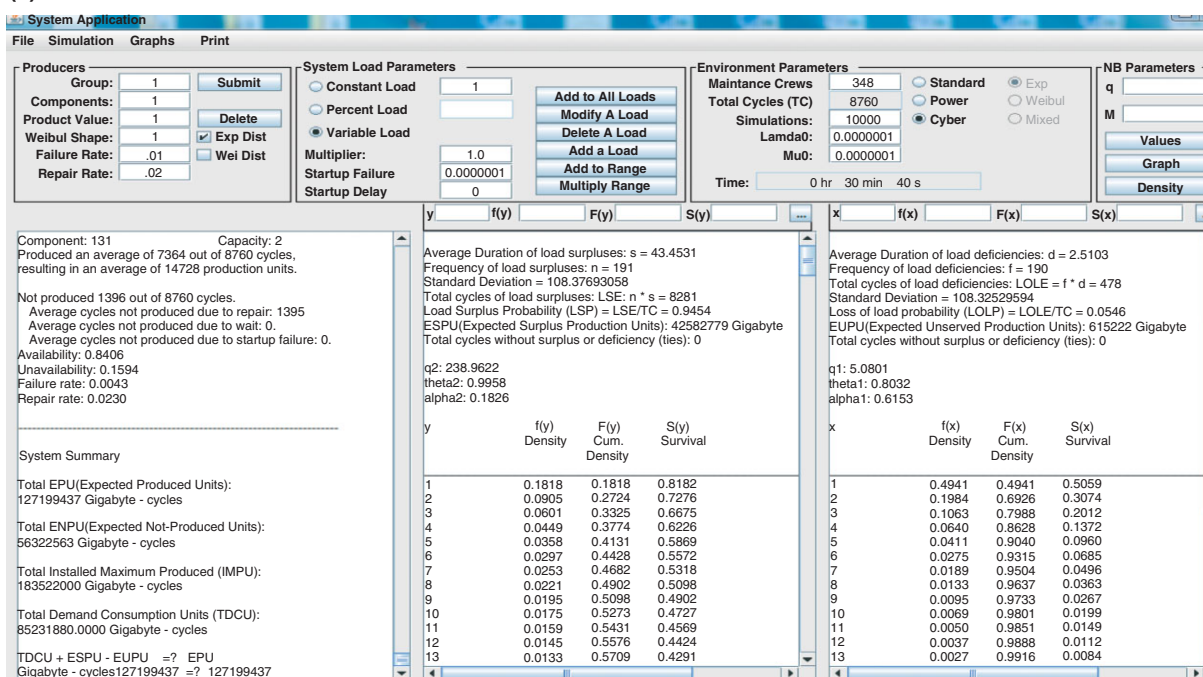 System Application
File Simulation Graphs Print
Producers
Group: 1 Submit
Components: 1
Product Value: 1 Delete
Weibul Shape: 1 Exp Dist
Failure Rate: .01 Wei Dist
Repair Rate: .02
System Load Parameters
Constant Load 1
Percent Load
Variable Load
Multiplier: 1.0
Startup Failure 0.0000001
Startup Delay 0
Add to All Loads
Modify A Load
Delete A Load
Add a Load
Add to Range
Multiply Range
Environment Parameters
Maintance Crews 348
Total Cycles (TC) 8760
Simulations: 10000
Lamda0: 0.0000001
Mu0: 0.0000001
Standard
Power
Cyber
Exp
Weibul
Mixed
Time: 0 hr 30 min 40 s
NB Parameters
q
M
Values
Graph
Density
y f(y) F(y) S(y) ...
x f(x) F(x) S(x)
Component: 131 Capacity: 2
Produced an average of 7364 out of 8760 cycles,
resulting in an average of 14728 production units.
Not produced 1396 out of 8760 cycles.
Average cycles not produced due to repair: 1395
Average cycles not produced due to wait: 0.
Average cycles not produced due to startup failure: 0.
Availability: 0.8406
Unavailability: 0.1594
Failure rate: 0.0043
Repair rate: 0.0230
System Summary
Total EPU(Expected Produced Units):
127199437 Gigabyte - cycles
Total ENPU(Expected Not-Produced Units):
56322563 Gigabyte - cycles
Total Installed Maximum Produced (IMPU):
183522000 Gigabyte - cycles
Total Demand Consumption Units (TDCU):
85231880.0000 Gigabyte - cycles
TDCU + ESPU - EUPU =? EPU
Gigabyte - cycles127199437 =? 127199437
Average Duration of load surpluses: s = 43.4531
Frequency of load surpluses: n = 191
Standard Deviation = 108.37693058
Total cycles of load surpluses: LSE: n * s = 8281
Load Surplus Probability (LSP) = LSE/TC = 0.9454
ESPU(Expected Surplus Production Units): 42582779 Gigabyte
Total cycles without surplus or deficiency (ties): 0
q2: 238.9622
theta2: 0.9958
alpha2: 0.1826
y f(y) F(y) S(y)
Density Cum. Survival
Density
1 0.1818 0.1818 0.8182
2 0.0905 0.2724 0.7276
3 0.0601 0.3325 0.6675
4 0.0449 0.3774 0.6226
5 0.0358 0.4131 0.5869
6 0.0297 0.4428 0.5572
7 0.0253 0.4682 0.5318
8 0.0221 0.4902 0.5098
9 0.0195 0.5098 0.4902
10 0.0175 0.5273 0.4727
11 0.0159 0.5431 0.4569
12 0.0145 0.5576 0.4424
13 0.0133 0.5709 0.4291
Average Duration of load deficiencies: d = 2.5103
Frequency of load deficiencies: f = 190
Total cycles of load deficiencies: LOLE = f * d = 478
Standard Deviation = 108.32529594
Loss of load probability (LOLP) = LOLE/TC = 0.0546
EUPU(Expected Unserved Production Units): 615222 Gigabyte
Total cycles without surplus or deficiency (ties): 0
q1: 5.0801
theta1: 0.8032
alpha1: 0.6153
x f(x) F(x) S(x)
Density Cum. Survival
Density
1 0.4941 0.4941 0.5059
2 0.1984 0.6926 0.3074
3 0.1063 0.7988 0.2012
4 0.0640 0.8628 0.1372
5 0.0411 0.9040 0.0960
6 0.0275 0.9315 0.0685
7 0.0189 0.9504 0.0496
8 0.0133 0.9637 0.0363
9 0.0095 0.9733 0.0267
10 0.0069 0.9801 0.0199
11 0.0050 0.9851 0.0149
12 0.0037 0.9888 0.0112
13 0.0027 0.9916 0.0084